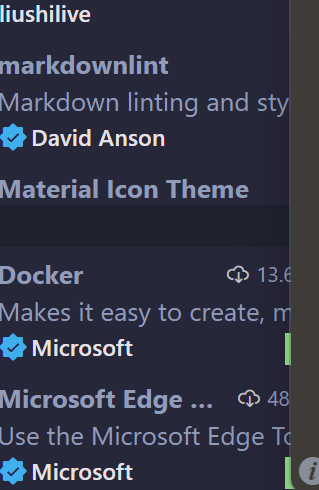 liushilive
markdownlint
Markdown linting and sty
David Anson
Material Icon Theme
Docker 13.6
Makes it easy to create, m
Microsoft
Microsoft Edge ... 48
Use the Microsoft Edge To
Microsoft
i